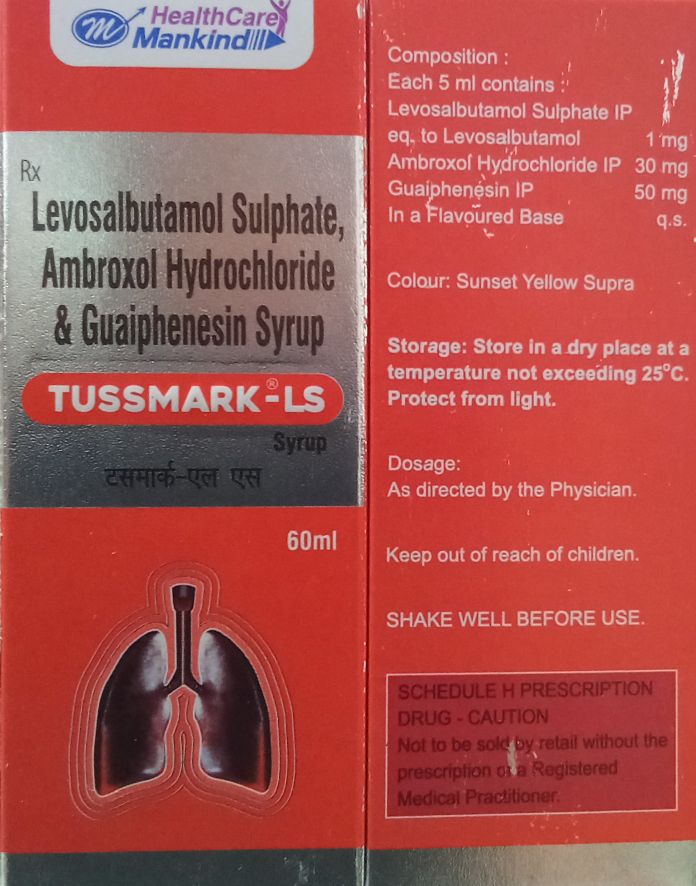 m HealthCare
Mankind
Rx
Levosalbutamol Sulphate,
Ambroxol Hydrochloride
& Guaiphenesin Syrup
TUSSMARK®-LS
Syrup
टसमार्क-एल एस
60ml
Composition :
Each 5 ml contains :
Levosalbutamol Sulphate IP
eq. to Levosalbutamol 1 mg
Ambroxol Hydrochloride IP 30 mg
Guaiphenesin IP 50 mg
In a Flavoured Base q.s.
Colour: Sunset Yellow Supra
Storage: Store in a dry place at a
temperature not exceeding 25°C.
Protect from light.
Dosage:
As directed by the Physician.
Keep out of reach of children.
SHAKE WELL BEFORE USE.
SCHEDULE H PRESCRIPTION
DRUG - CAUTION
Not to be sold by retail without the
prescription of a Registered
Medical Practitioner.